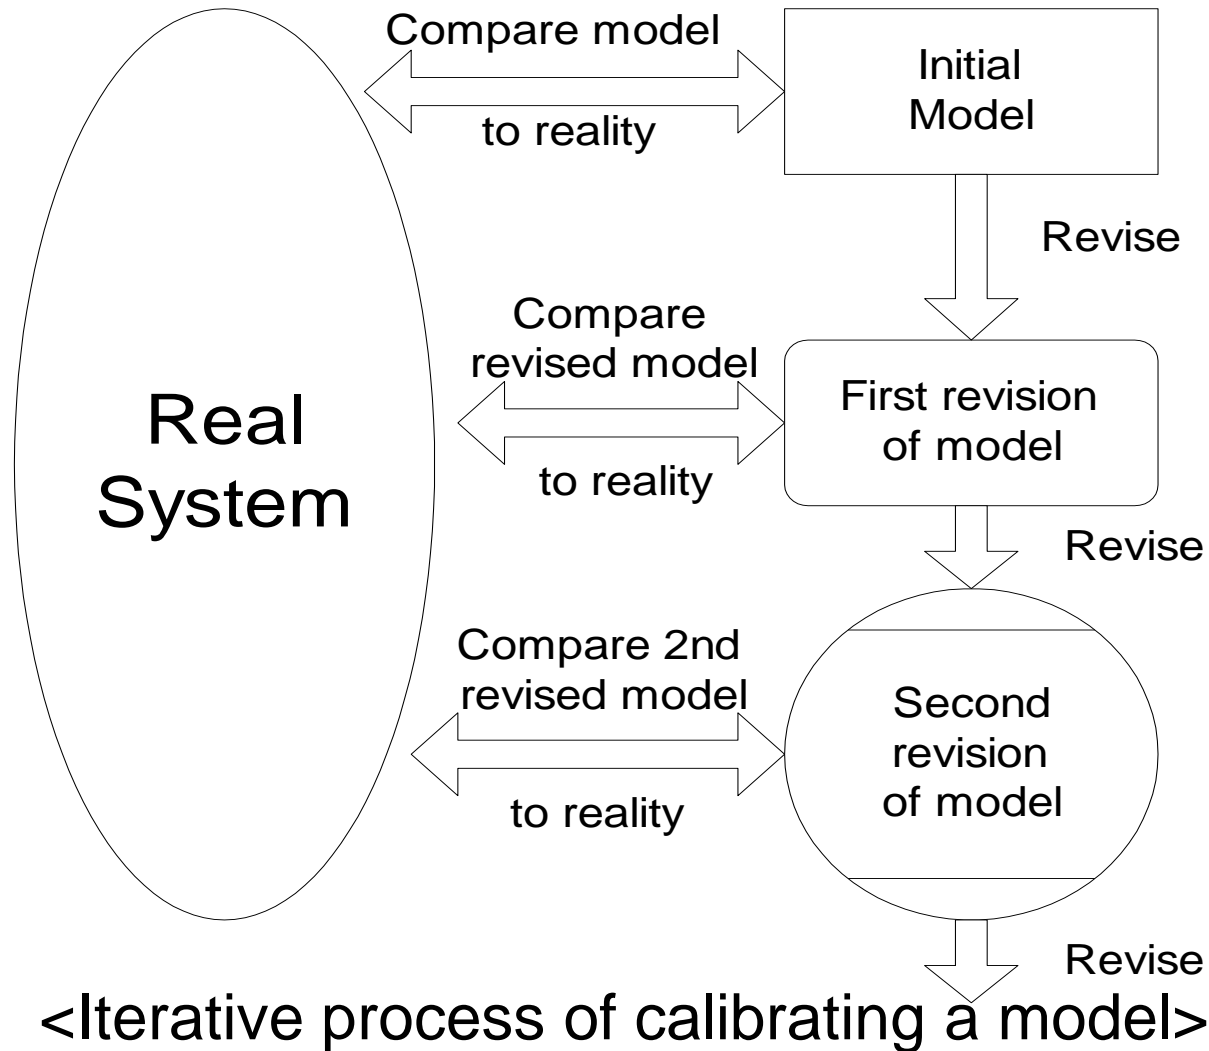 Compare model
to reality
Initial
Model
Revise
Compare
revised model
to reality
First revision
of model
Real
System
Revise
Compare 2nd
revised model
to reality
Second
revision
of model
Revise
<Iterative process of calibrating a model>